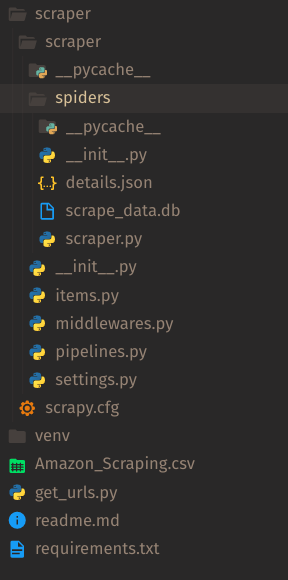 scraper
scraper
__pycache__
spiders
__pycache__
__init__.py
details.json
scrape_data.db
scraper.py
__init__.py
items.py
middlewares.py
pipelines.py
settings.py
scrapy.cfg
venv
Amazon_Scraping.csv
get_urls.py
readme.md
requirements.txt